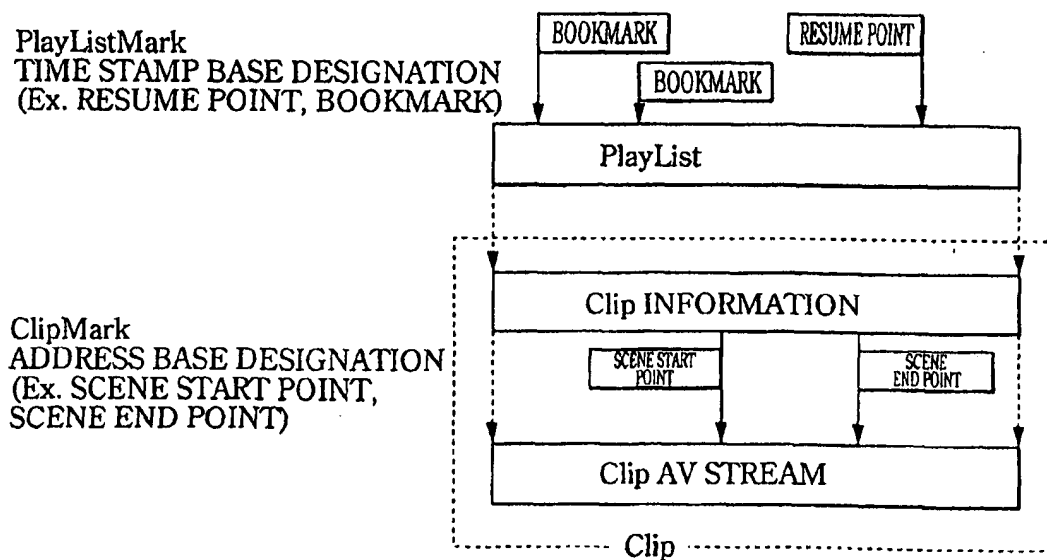 PlayListMark
TIME STAMP BASE DESIGNATION
(Ex. RESUME POINT, BOOKMARK)
BOOKMARK
RESUME POINT
BOOKMARK
PlayList
Clip INFORMATION
ClipMark
ADDRESS BASE DESIGNATION
(Ex. SCENE START POINT,
SCENE END POINT)
SCENE START
POINT
SCENE
END POINT
Clip AV STREAM
Clip